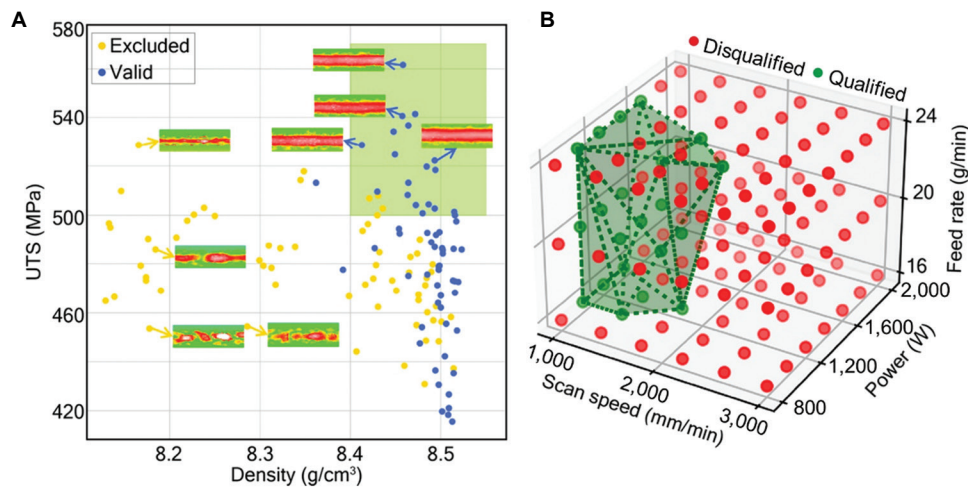 A
580
540
500
460
420
UTS (MPa)
Excluded
Valid
8.2
8.3
8.4
8.5
Density (g/cm³)
B
Disqualified
Qualified
24
20
16
Feed rate (g/min)
2,000
1,600
1,200
800
Power (W)
1,000
2,000
3,000
Scan speed (mm/min)